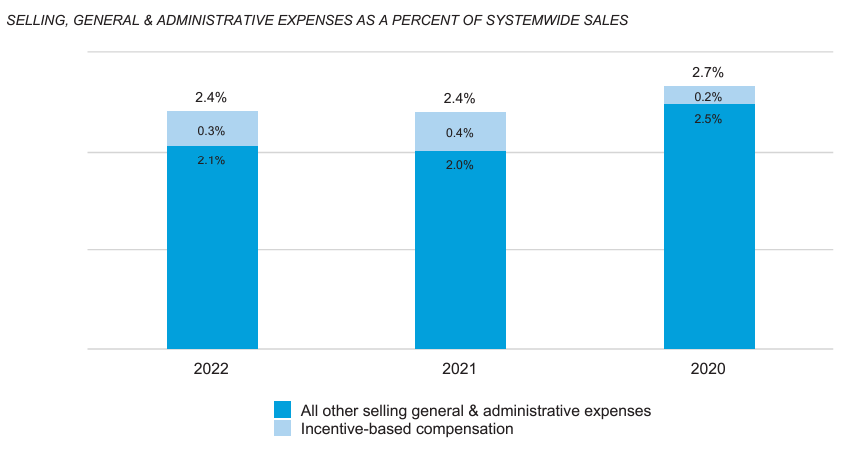 SELLING, GENERAL & ADMINISTRATIVE EXPENSES AS A PERCENT OF SYSTEMWIDE SALES
2.7%
2.4% 2.4% 0.2%
2.5%
0.3% 0.4%
2.1% 2.0%
2022 2021 2020
All other selling general & administrative expenses
Incentive-based compensation